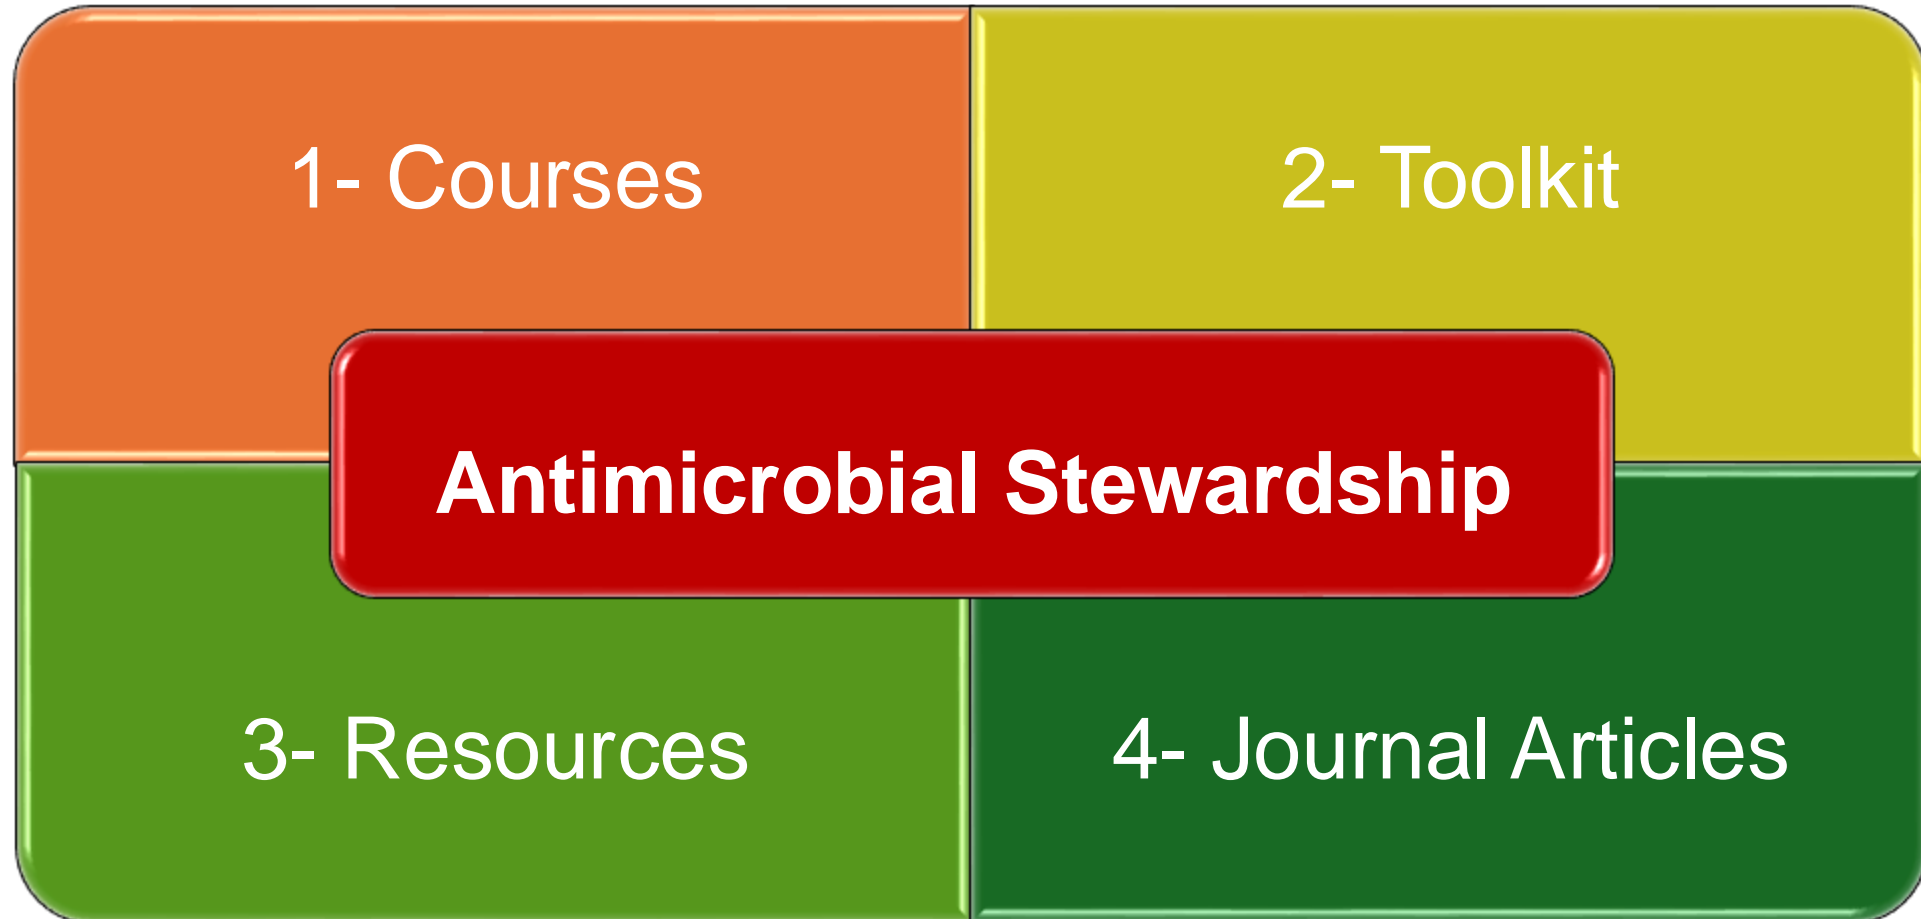 1- Courses
2- Toolkit
Antimicrobial Stewardship
3- Resources
4- Journal Articles